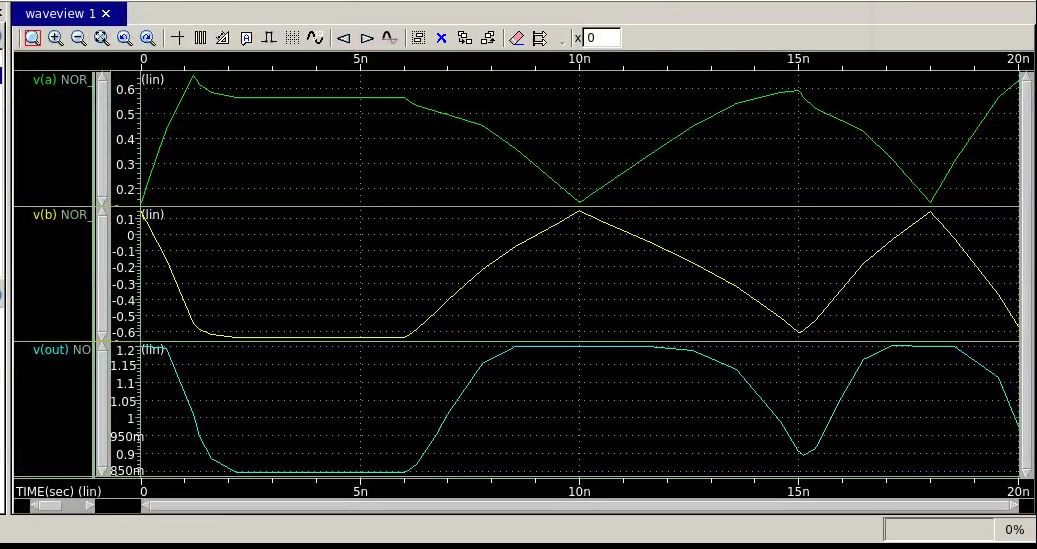 waveview 1 ×
x 0
0 5n 10n 15n 20n
v(a) NOR_ (lin)
0.6
0.5
0.4
0.3
0.2
v(b) NOR_ (lin)
0.1
0
-0.1
-0.2
-0.3
-0.4
-0.5
-0.6
v(out) NO (lin)
1.2
1.15
1.1
1.05
1
950m
0.9
850m
TIME(sec) (lin) 0 5n 10n 15n 20n
0%